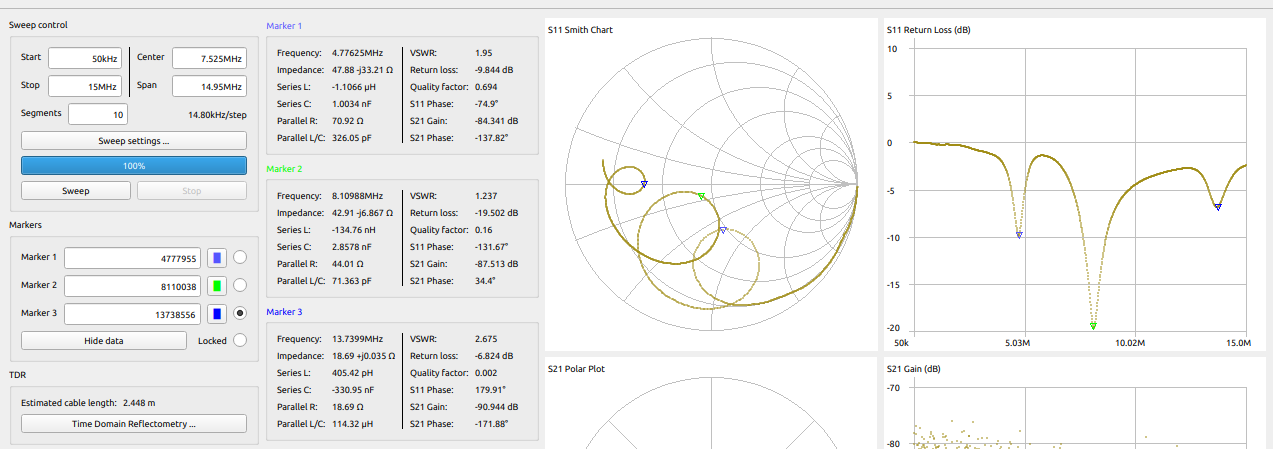 Sweep control
Start 50kHz Center 7.525MHz
Stop 15MHz Span 14.95MHz
Segments 10 14.80kHz/step
Sweep settings ...
100%
Sweep Stop
Markers
Marker 1 4777955
Marker 2 8110038
Marker 3 13738556
Hide data Locked
TDR
Estimated cable length: 2.448 m
Time Domain Reflectometry ...
Marker 1
Frequency: 4.77625MHz VSWR: 1.95
Impedance: 47.88 -j33.21 Ω Return loss: -9.844 dB
Series L: -1.1066 μH Quality factor: 0.694
Series C: 1.0034 nF S11 Phase: -74.9°
Parallel R: 70.92 Ω S21 Gain: -84.341 dB
Parallel L/C: 326.05 pF S21 Phase: -137.82°
Marker 2
Frequency: 8.10988MHz VSWR: 1.237
Impedance: 42.91 -j6.867 Ω Return loss: -19.502 dB
Series L: -134.76 nH Quality factor: 0.16
Series C: 2.8578 nF S11 Phase: -131.67°
Parallel R: 44.01 Ω S21 Gain: -87.513 dB
Parallel L/C: 71.363 pF S21 Phase: 34.4°
Marker 3
Frequency: 13.7399MHz VSWR: 2.675
Impedance: 18.69 +j0.035 Ω Return loss: -6.824 dB
Series L: 405.42 pH Quality factor: 0.002
Series C: -330.95 nF S11 Phase: 179.91°
Parallel R: 18.69 Ω S21 Gain: -90.944 dB
Parallel L/C: 114.32 μH S21 Phase: -171.88°
S11 Smith Chart
S11 Return Loss (dB)
10
5
0
-5
-10
-15
-20
50k 5.03M 10.02M 15.0M
S21 Polar Plot
S21 Gain (dB)
-70
-80